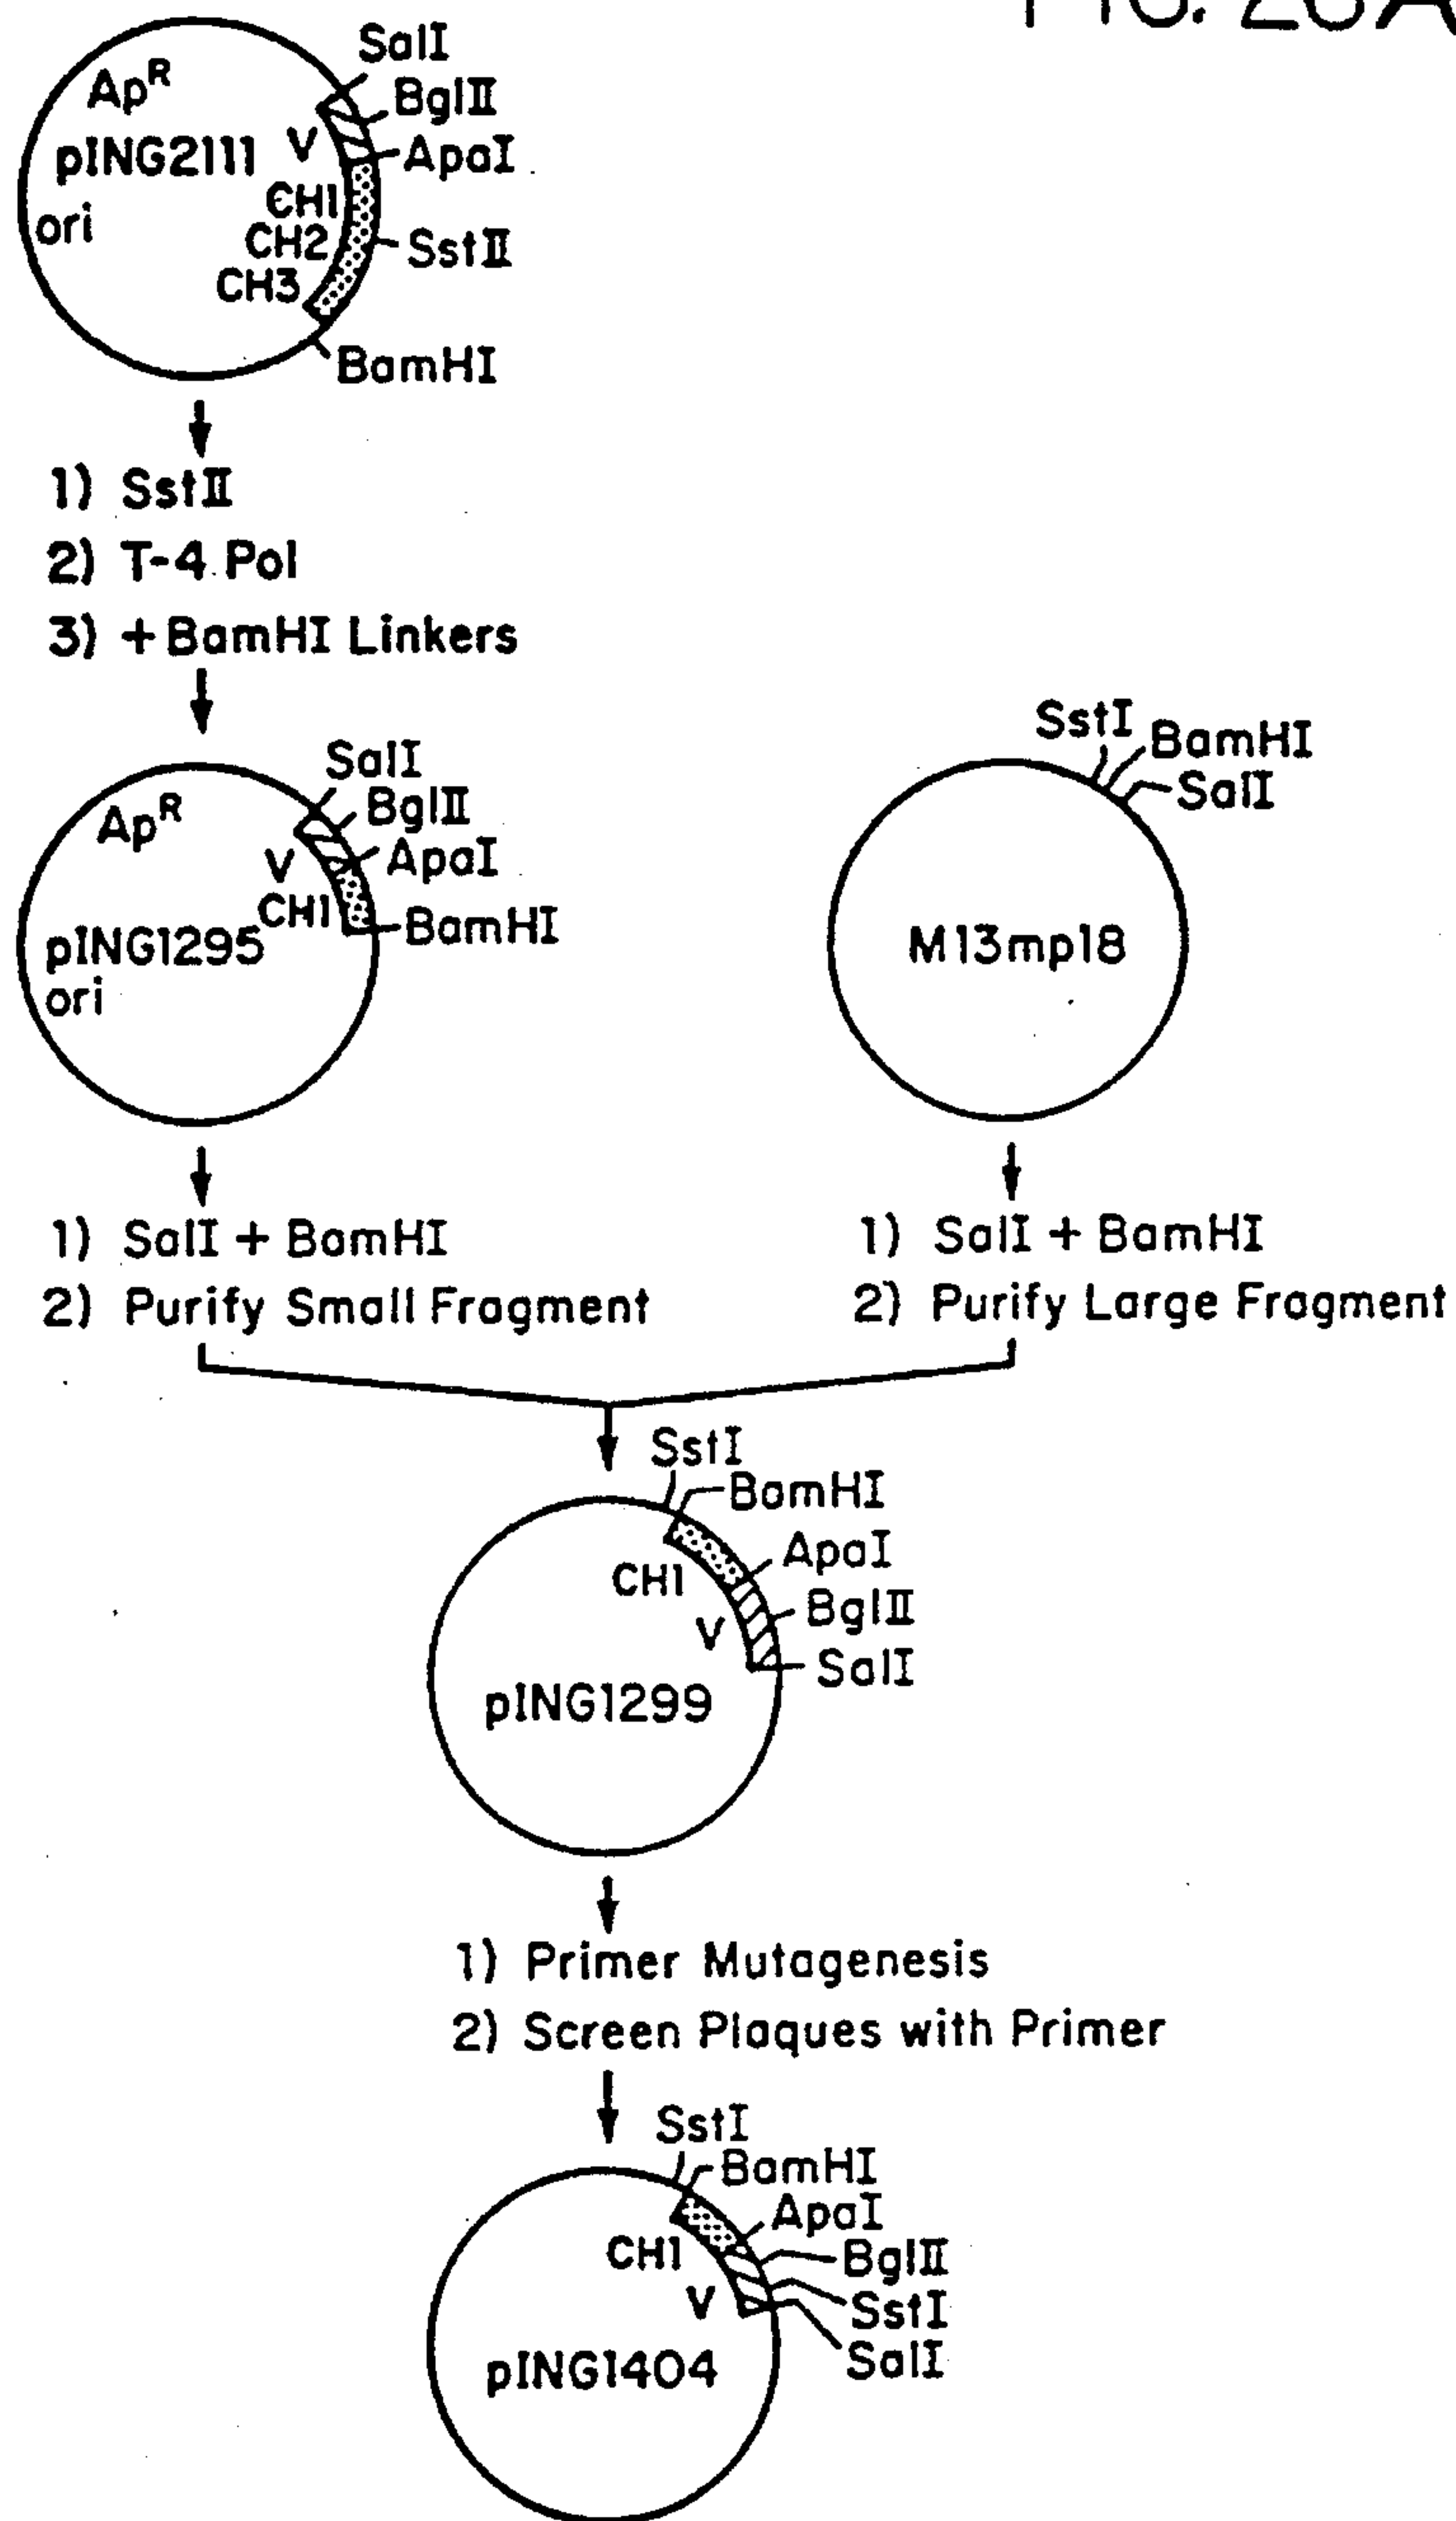 SalI
Ap^R
BglII
pING2111
V
ApaI
CH1
ori
CH2
SstII
CH3
BamHI
1) SstII
2) T-4 Pol
3) + BamHI Linkers
SalI
Ap^R
BglII
V
ApaI
CH1
BamHI
pING1295
ori
SstI
BamHI
SalI
M13mp18
1) SalI + BamHI
2) Purify Small Fragment
1) SalI + BamHI
2) Purify Large Fragment
SstI
BamHI
ApaI
CH1
BglII
V
SalI
pING1299
1) Primer Mutagenesis
2) Screen Plaques with Primer
SstI
BamHI
ApaI
CH1
BglII
V
SstI
SalI
pING1404